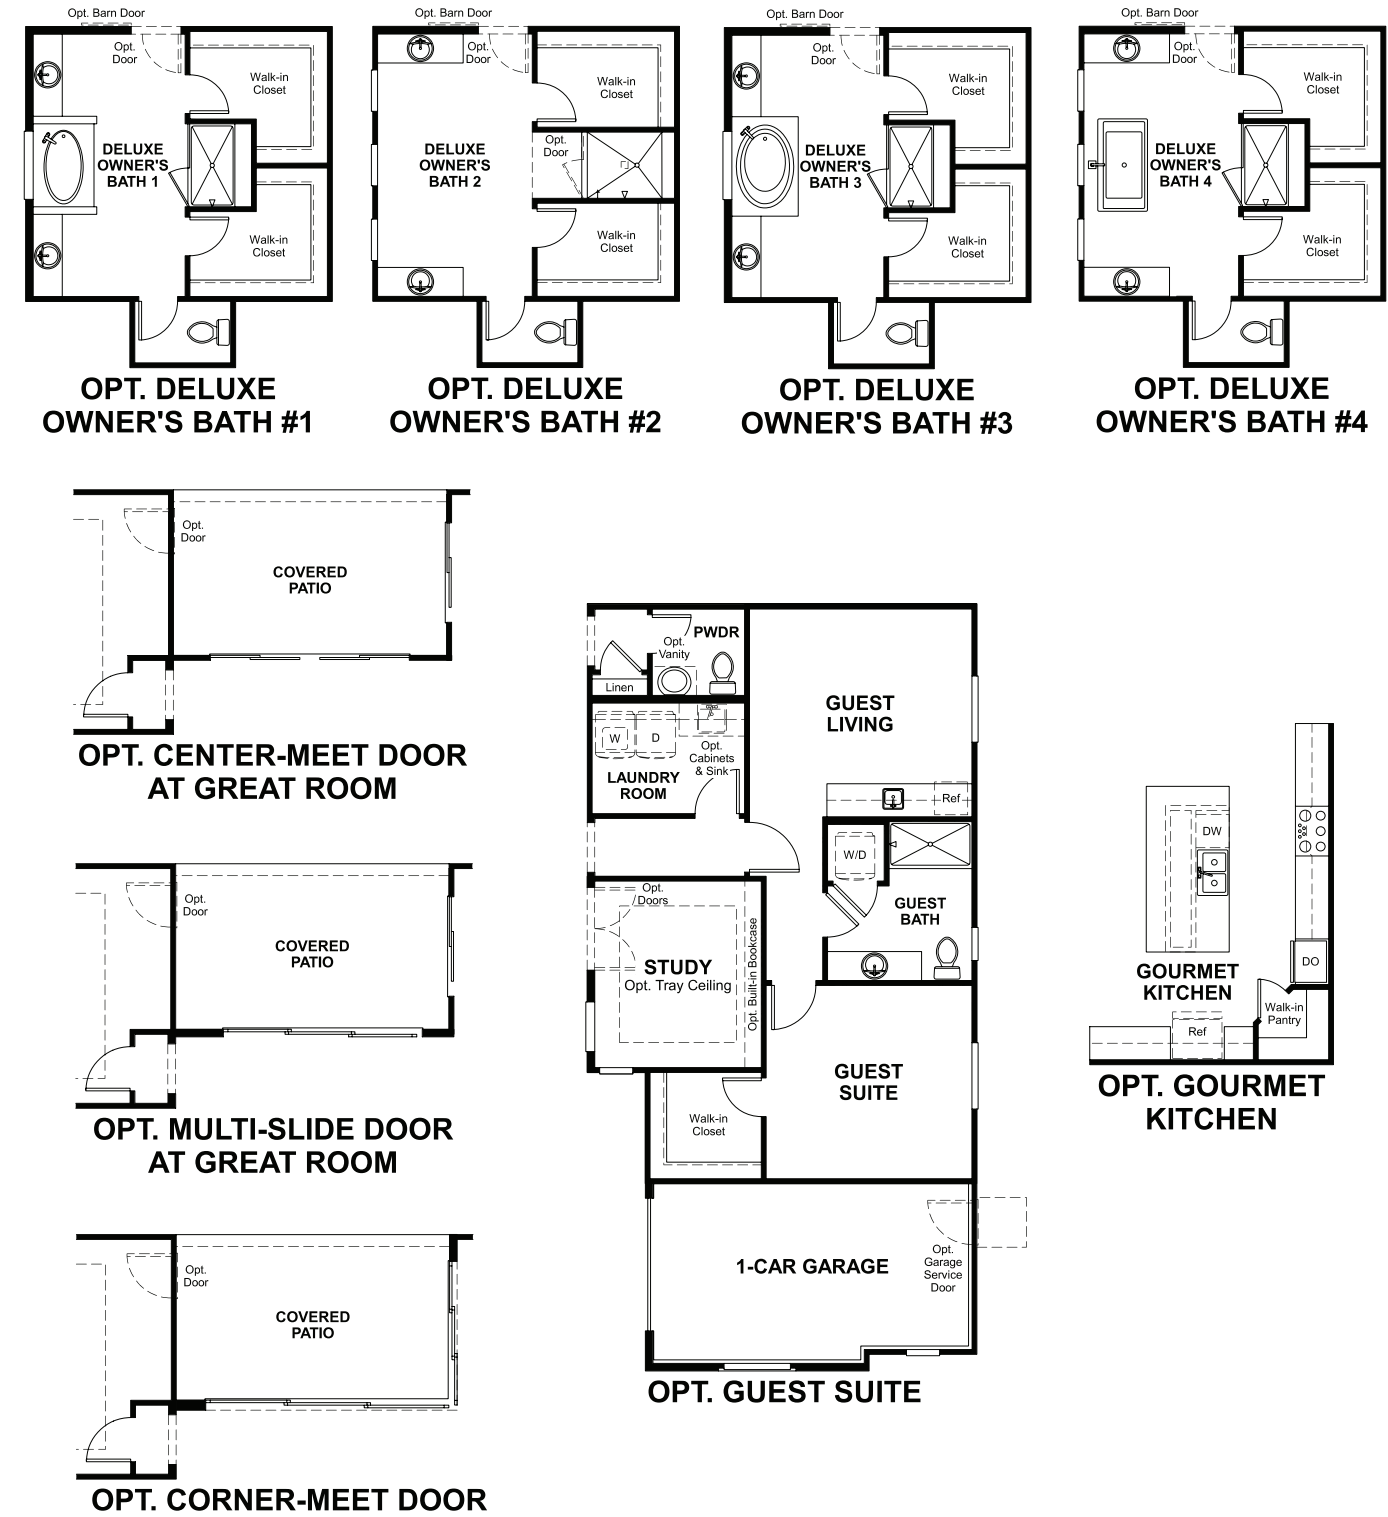 Opt. Barn Door
Opt.
Door
Walk-in
Closet
DELUXE
OWNER'S
BATH 1
Walk-in
Closet
OPT. DELUXE
OWNER'S BATH #1
Opt. Barn Door
Opt.
Door
Walk-in
Closet
DELUXE
OWNER'S
BATH 2
Opt.
Door
Walk-in
Closet
OPT. DELUXE
OWNER'S BATH #2
Opt. Barn Door
Opt.
Door
Walk-in
Closet
DELUXE
OWNER'S
BATH 3
Walk-in
Closet
OPT. DELUXE
OWNER'S BATH #3
Opt. Barn Door
Opt.
Door
Walk-in
Closet
DELUXE
OWNER'S
BATH 4
Walk-in
Closet
OPT. DELUXE
OWNER'S BATH #4
Opt.
Door
COVERED
PATIO
OPT. CENTER-MEET DOOR
AT GREAT ROOM
Opt.
Door
COVERED
PATIO
OPT. MULTI-SLIDE DOOR
AT GREAT ROOM
Opt.
Door
COVERED
PATIO
OPT. CORNER-MEET DOOR
PWDR
Opt.
Vanity
Linen
GUEST
LIVING
W
D
Opt.
Cabinets
& Sink
LAUNDRY
ROOM
Ref
W/D
GUEST
BATH
Opt.
Doors
STUDY
Opt. Tray Ceiling
Opt. Built-in Bookcase
GUEST
SUITE
Walk-in
Closet
1-CAR GARAGE
Opt.
Garage
Service
Door
OPT. GUEST SUITE
DW
DO
GOURMET
KITCHEN
Walk-in
Pantry
Ref
OPT. GOURMET
KITCHEN